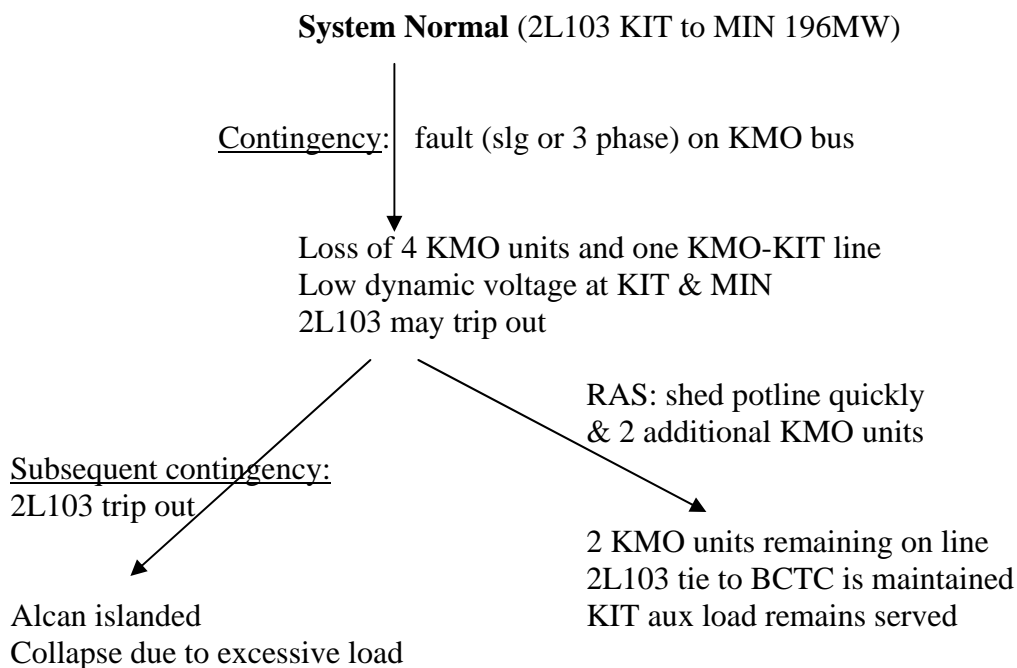 System Normal (2L103 KIT to MIN 196MW)
Contingency: fault (slg or 3 phase) on KMO bus
Loss of 4 KMO units and one KMO-KIT line
Low dynamic voltage at KIT & MIN
2L103 may trip out
RAS: shed potline quickly
& 2 additional KMO units
Subsequent contingency:
2L103 trip out
2 KMO units remaining on line
2L103 tie to BCTC is maintained
KIT aux load remains served
Alcan islanded
Collapse due to excessive load